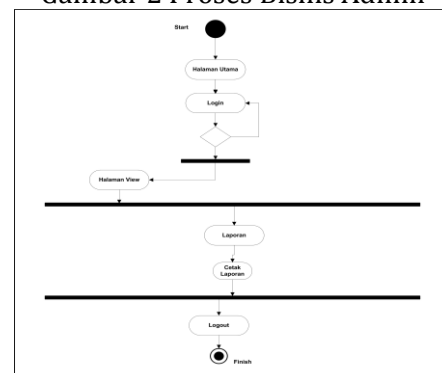 Gambar 2 Proses Bisnis Admin
Start
Halaman Utama
Login
Halaman View
Laporan
Cetak
Laporan
Logout
Finish